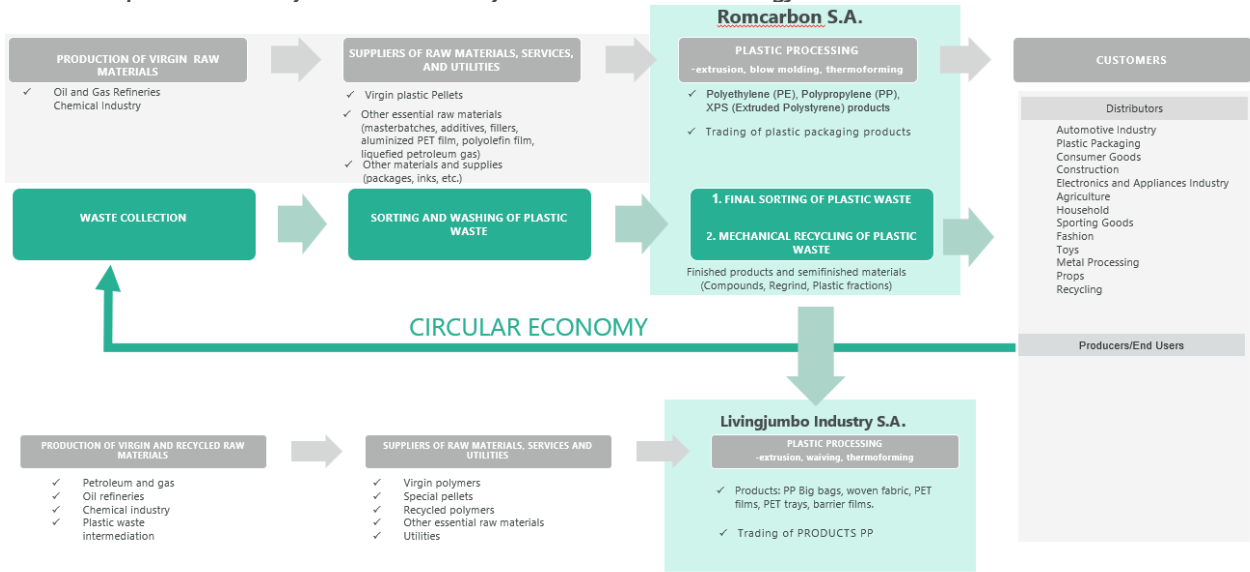 Romcarbon S.A.
PRODUCTION OF VIRGIN RAW
MATERIALS
SUPPLIERS OF RAW MATERIALS, SERVICES,
AND UTILITIES
PLASTIC PROCESSING
-extrusion, blow molding, thermoforming
CUSTOMERS
✓ Oil and Gas Refineries
Chemical Industry
✓ Virgin plastic Pellets
✓ Other essential raw materials
(masterbatches, additives, fillers,
aluminized PET film, polyolefin film,
liquefied petroleum gas)
✓ Other materials and supplies
(packages, inks, etc.)
✓ Polyethylene (PE), Polypropylene (PP),
XPS (Extruded Polystyrene) products
✓ Trading of plastic packaging products
Distributors
Automotive Industry
Plastic Packaging
Consumer Goods
Construction
Electronics and Appliances Industry
Agriculture
Household
Sporting Goods
Fashion
Toys
Metal Processing
Props
Recycling
WASTE COLLECTION
SORTING AND WASHING OF PLASTIC
WASTE
1. FINAL SORTING OF PLASTIC WASTE
2. MECHANICAL RECYCLING OF PLASTIC
WASTE
Finished products and semifinished materials
(Compounds, Regrind, Plastic fractions)
CIRCULAR ECONOMY
Producers/End Users
Livingjumbo Industry S.A.
PRODUCTION OF VIRGIN AND RECYCLED RAW
MATERIALS
SUPPLIERS OF RAW MATERIALS, SERVICES AND
UTILITIES
PLASTIC PROCESSING
-extrusion, waiving, thermoforming
✓ Petroleum and gas
✓ Oil refineries
✓ Chemical industry
✓ Plastic waste
intermediation
✓ Virgin polymers
✓ Special pellets
✓ Recycled polymers
✓ Other essential raw materials
✓ Utilities
✓ Products: PP Big bags, woven fabric, PET
films, PET trays, barrier films.
✓ Trading of PRODUCTS PP